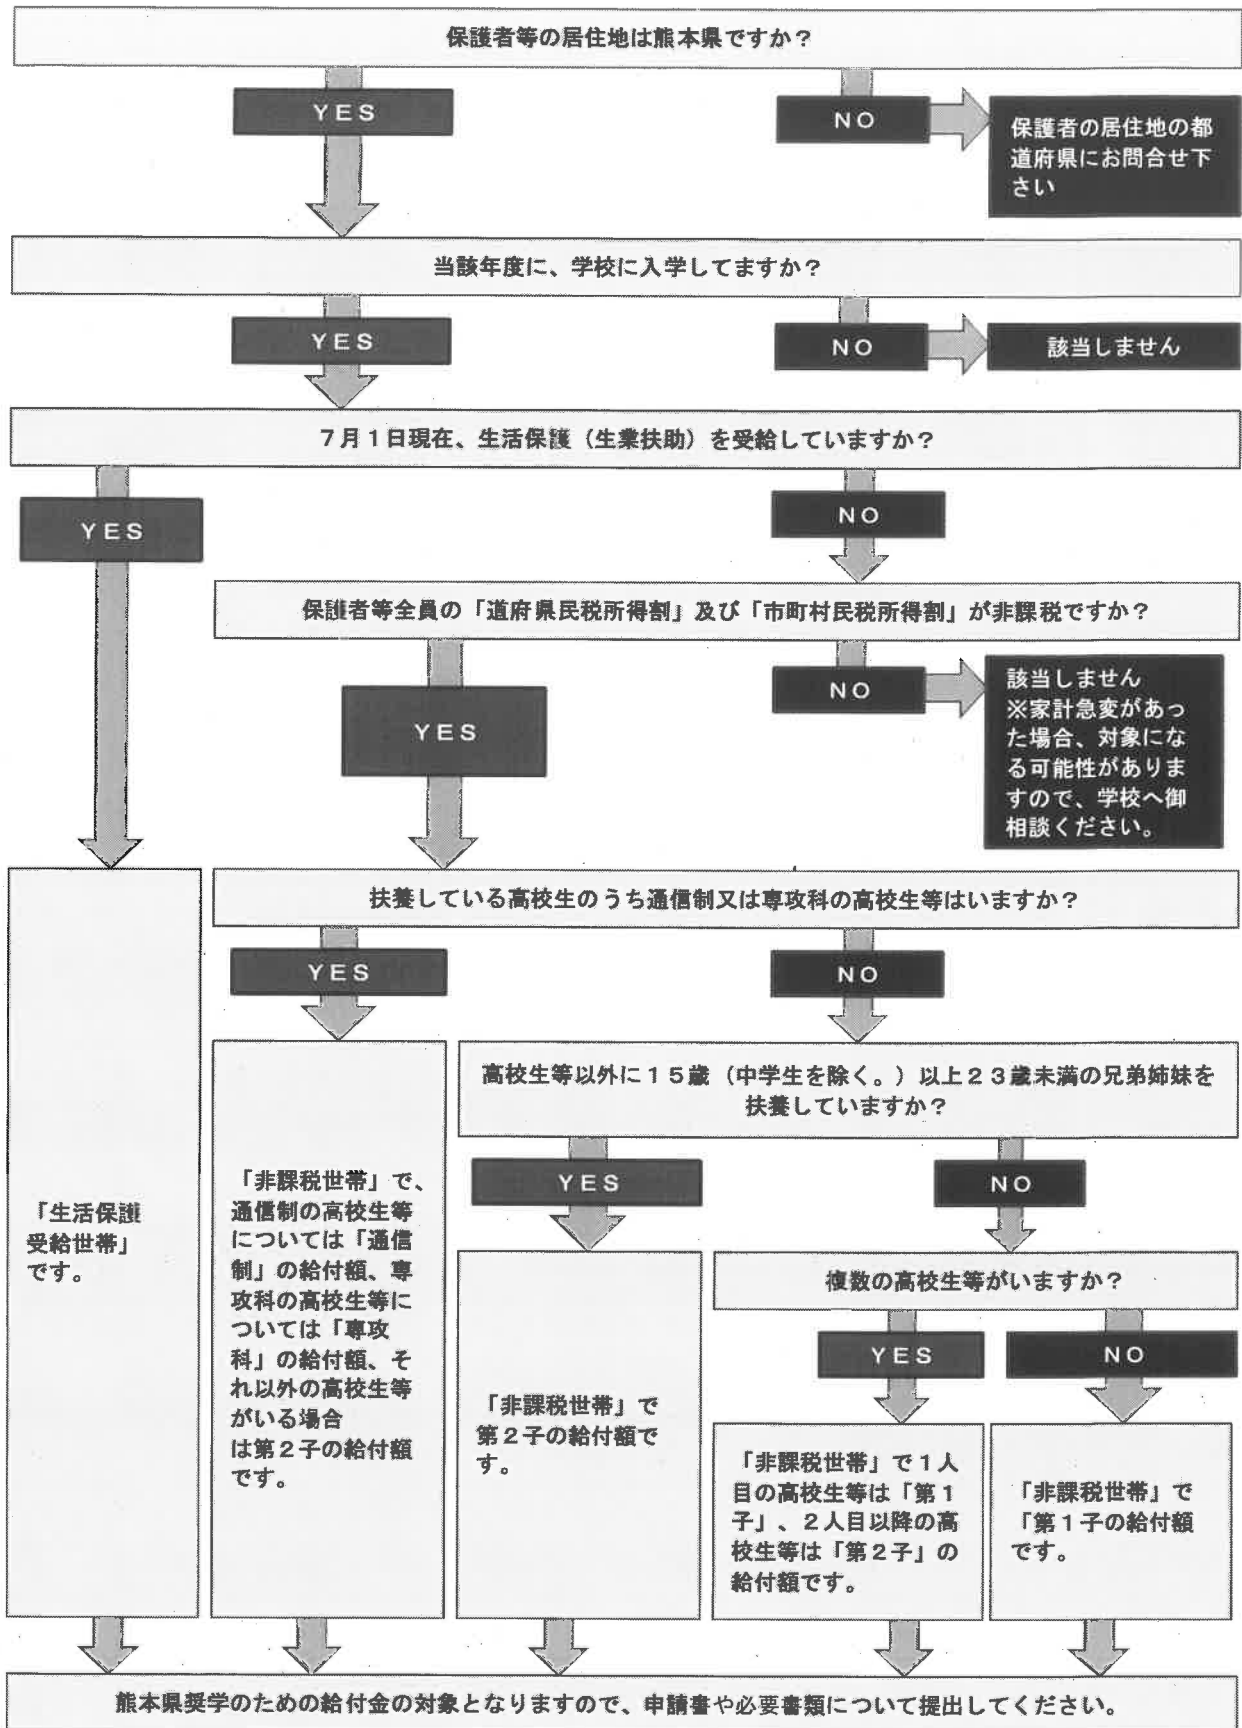 保護者等の居住地は熊本県ですか？
YES
NO
保護者の居住地の都
道府県にお問合せ下
さい
当該年度に、学校に入学してますか？
YES
NO
該当しません
７月１日現在、生活保護（生業扶助）を受給していますか？
YES
NO
保護者等全員の「道府県民税所得割」及び「市町村民税所得割」が非課税ですか？
YES
NO
該当しません
※家計急変があっ
た場合、対象にな
る可能性がありま
すので、学校へ御
相談ください。
扶養している高校生のうち通信制又は専攻科の高校生等はいますか？
YES
NO
高校生等以外に１５歳（中学生を除く。）以上２３歳未満の兄弟姉妹を
扶養していますか？
YES
NO
複数の高校生等がいますか？
YES
NO
「生活保護
受給世帯」
です。
「非課税世帯」で、
通信制の高校生等
については「通信
制」の給付額、専
攻科の高校生等に
ついては「専攻
科」の給付額、そ
れ以外の高校生等
がいる場合
は第２子の給付額
です。
「非課税世帯」で
第２子の給付額で
す。
「非課税世帯」で１人
目の高校生等は「第１
子」、２人目以降の高
校生等は「第２子」の
給付額です。
「非課税世帯」で
「第１子の給付額
です。
熊本県奨学のための給付金の対象となりますので、申請書や必要書類について提出してください。